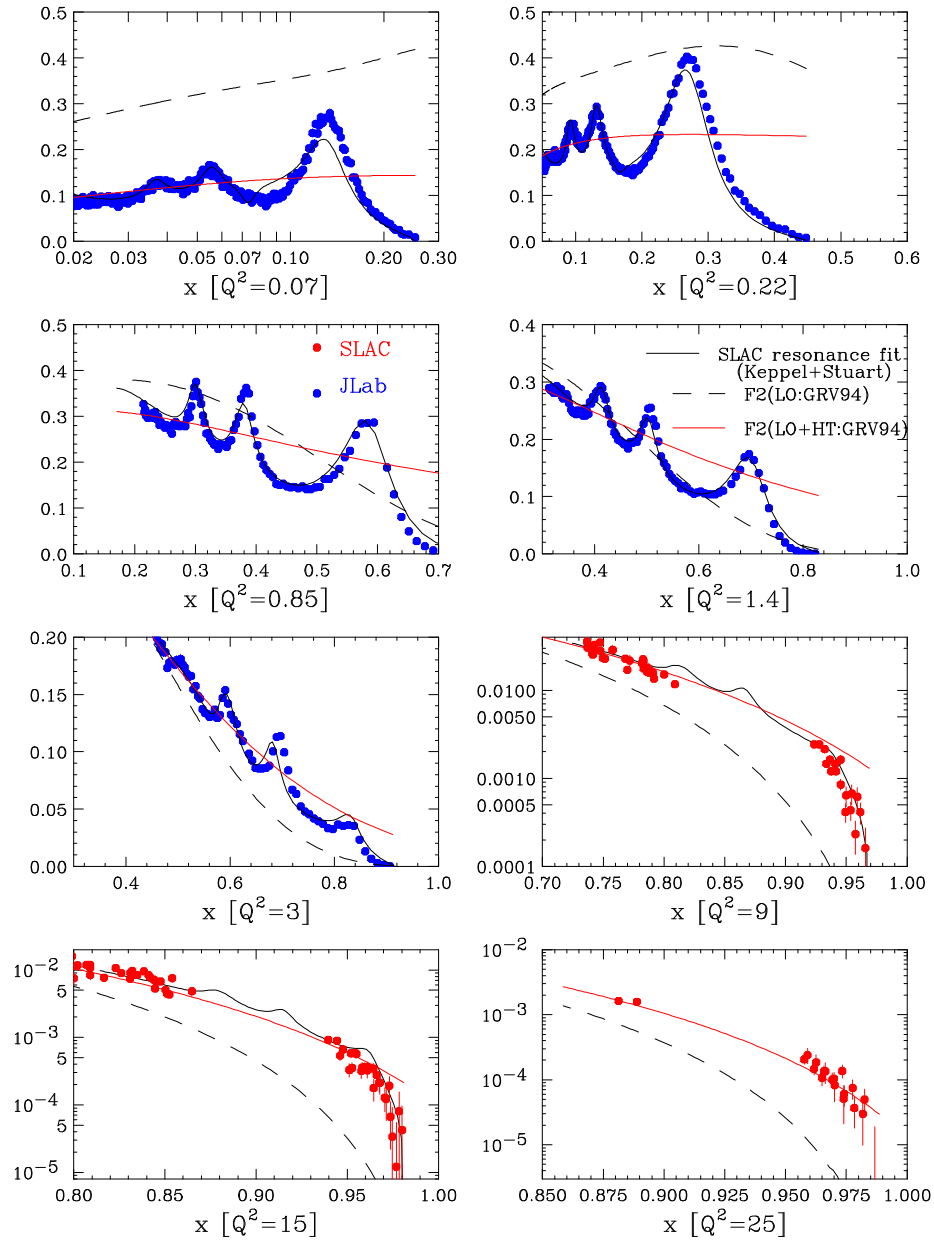 0.5
0.4
0.3
0.2
0.1
0.0
0.02 0.03 0.05 0.07 0.10 0.20 0.30
x [Q²=0.07]
0.5
0.4
0.3
0.2
0.1
0.0
0.1 0.2 0.3 0.4 0.5 0.6
x [Q²=0.22]
0.5
0.4
0.3
0.2
0.1
0.0
SLAC
JLab
0.1 0.2 0.3 0.4 0.5 0.6 0.7
x [Q²=0.85]
0.4
0.3
0.2
0.1
0.0
SLAC resonance fit
(Keppel+Stuart)
F2(LO:GRV94)
F2(LO+HT:GRV94)
0.4 0.6 0.8 1.0
x [Q²=1.4]
0.20
0.15
0.10
0.05
0.00
0.4 0.6 0.8 1.0
x [Q²=3]
0.0100
0.0050
0.0010
0.0005
0.0001
0.70 0.75 0.80 0.85 0.90 0.95 1.00
x [Q²=9]
10⁻²
5
10⁻³
5
10⁻⁴
5
10⁻⁵
0.80 0.85 0.90 0.95 1.00
x [Q²=15]
10⁻²
10⁻³
10⁻⁴
10⁻⁵
0.850 0.875 0.900 0.925 0.950 0.975 1.000
x [Q²=25]